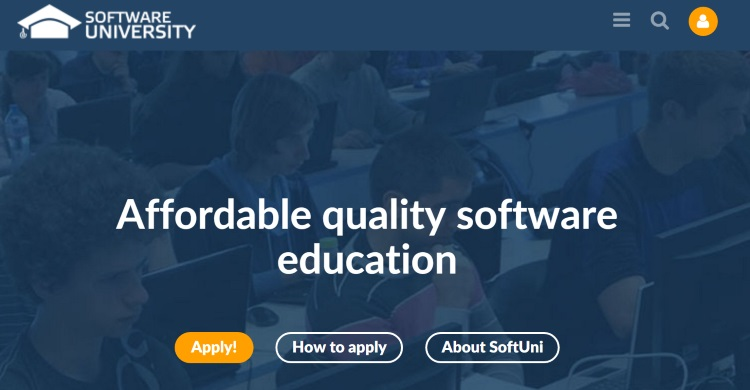 SOFTWARE
UNIVERSITY
Affordable quality software
education
Apply!
How to apply
About SoftUni